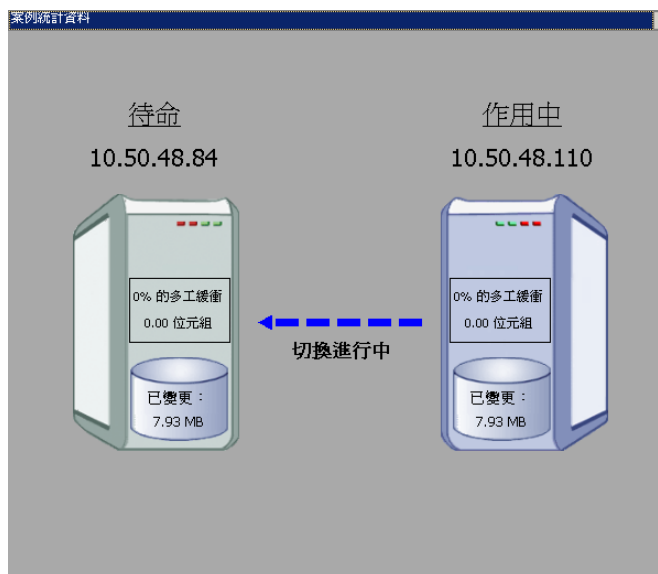 案例統計資料
待命
作用中
10.50.48.84
10.50.48.110
0% 的多工緩衝
0.00 位元組
0% 的多工緩衝
0.00 位元組
切換進行中
已變更：
7.93 MB
已變更：
7.93 MB